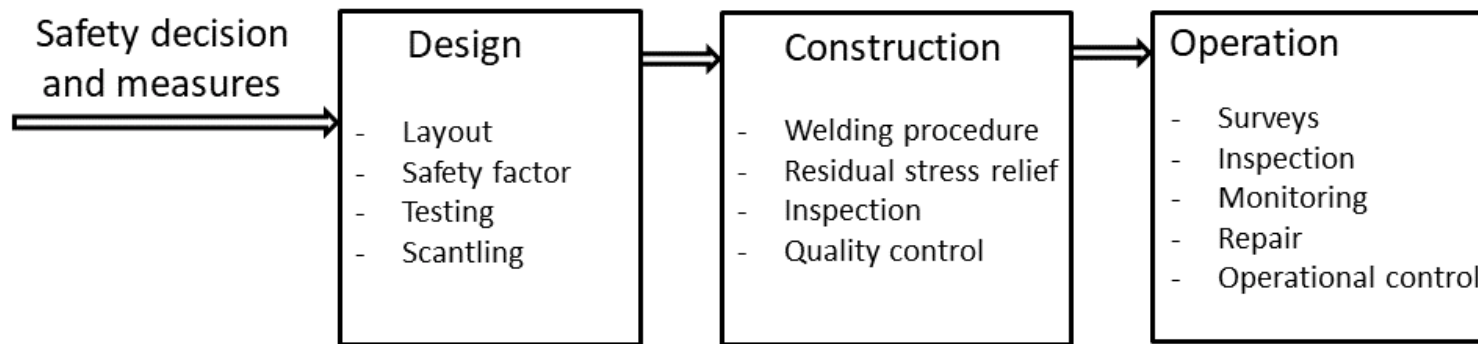 Safety decision
and measures
Design
- Layout
- Safety factor
- Testing
- Scantling
Construction
- Welding procedure
- Residual stress relief
- Inspection
- Quality control
Operation
- Surveys
- Inspection
- Monitoring
- Repair
- Operational control